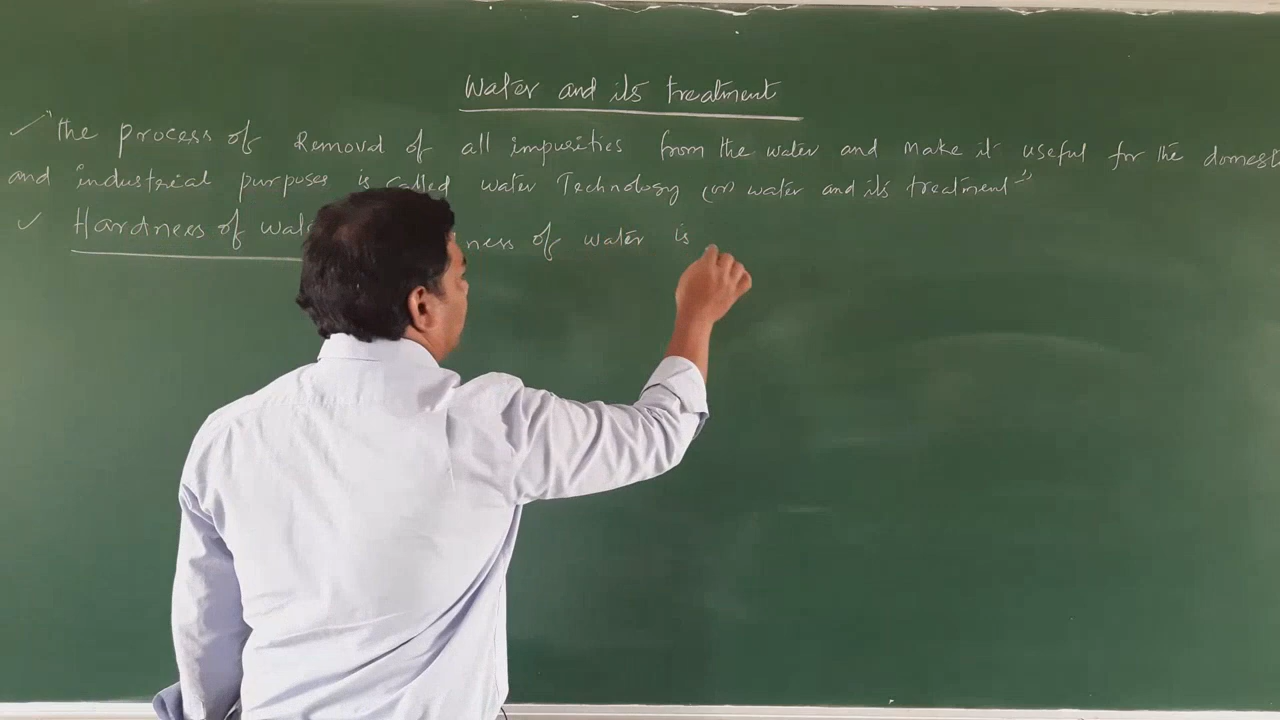 Water and its treatment
"The process of Removal of all impurities from the water and make it useful for the domest
and industrial purposes is called water Technology (or) water and its treatment"
Hardness of wate ness of water is